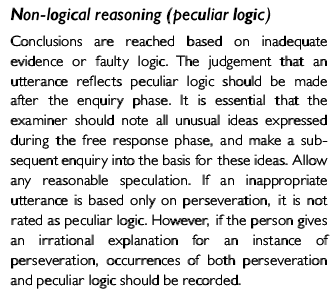 Non-logical reasoning (peculiar logic)
Conclusions are reached based on inadequate
evidence or faulty logic. The judgement that an
utterance reflects peculiar logic should be made
after the enquiry phase. It is essential that the
examiner should note all unusual ideas expressed
during the free response phase, and make a sub-
sequent enquiry into the basis for these ideas. Allow
any reasonable speculation. If an inappropriate
utterance is based only on perseveration, it is not
rated as peculiar logic. However, if the person gives
an irrational explanation for an instance of
perseveration, occurrences of both perseveration
and peculiar logic should be recorded.